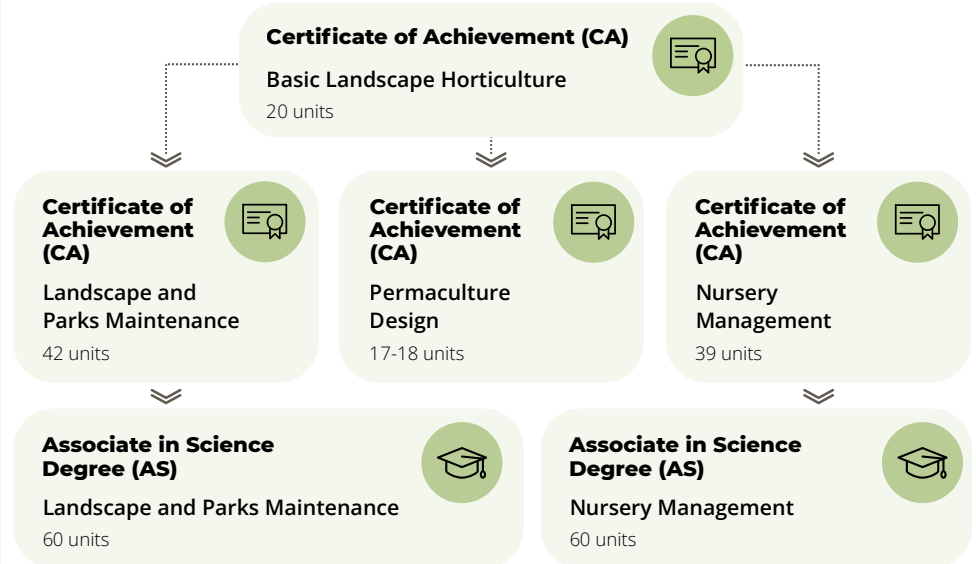 Certificate of Achievement (CA)
Basic Landscape Horticulture
20 units
Certificate of
Achievement
(CA)
Landscape and
Parks Maintenance
42 units
Certificate of
Achievement
(CA)
Permaculture
Design
17-18 units
Certificate of
Achievement
(CA)
Nursery
Management
39 units
Associate in Science
Degree (AS)
Landscape and Parks Maintenance
60 units
Associate in Science
Degree (AS)
Nursery Management
60 units